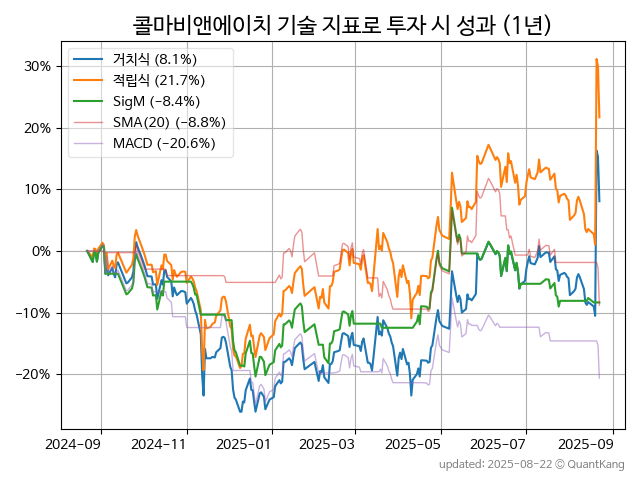 콜마비앤에이치 기술 지표로 투자 시 성과 (1년)
거치식 (8.1%)
적립식 (21.7%)
SigM (−8.4%)
SMA(20) (−8.8%)
MACD (−20.6%)
30%
20%
10%
0%
−10%
−20%
2024-09 2024-11 2025-01 2025-03 2025-05 2025-07 2025-09
updated: 2025-08-22 © QuantKang